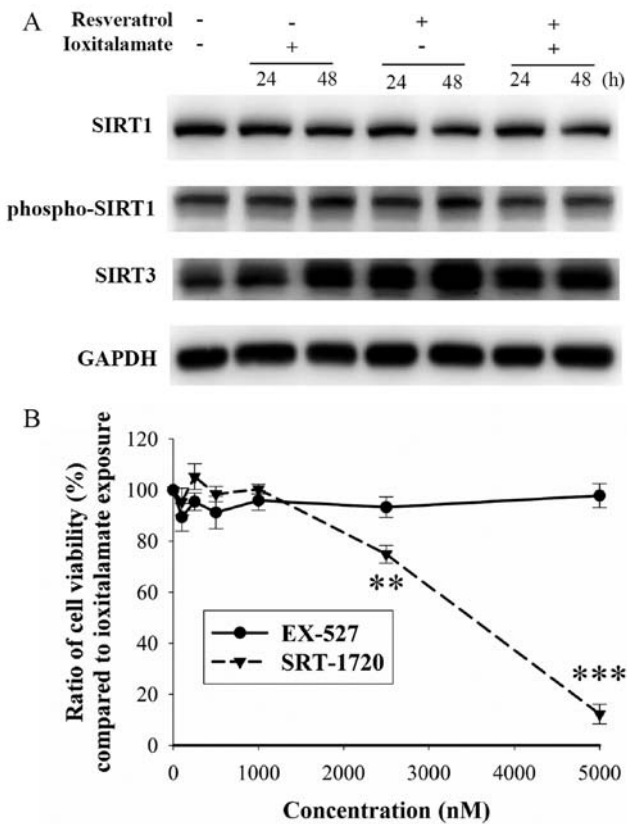 A
Resveratrol - - + +
Ioxitalamate - + - +
24 48 24 48 24 48 (h)
SIRT1
phospho-SIRT1
SIRT3
GAPDH
B
Ratio of cell viability (%)
compared to ioxitalamate exposure
120
100
80
60
40
20
0
**
***
EX-527
SRT-1720
0 1000 2000 3000 4000 5000
Concentration (nM)